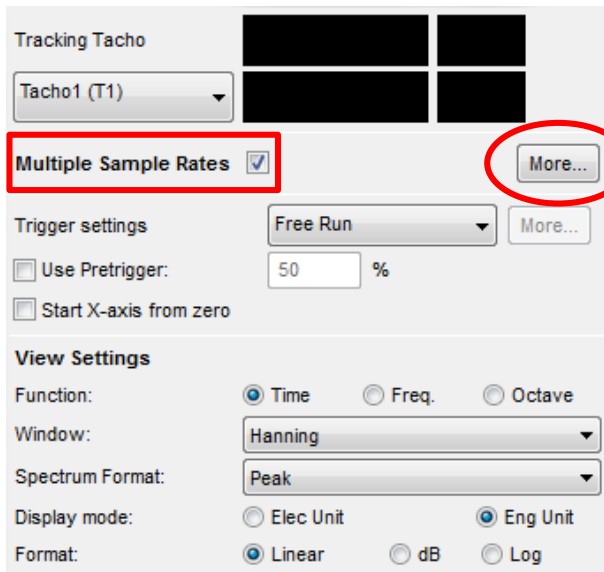 Tracking Tacho
Tacho1 (T1)
Multiple Sample Rates More...
Trigger settings Free Run More...
Use Pretrigger: 50 %
Start X-axis from zero
View Settings
Function: Time Freq. Octave
Window: Hanning
Spectrum Format: Peak
Display mode: Elec Unit Eng Unit
Format: Linear dB Log